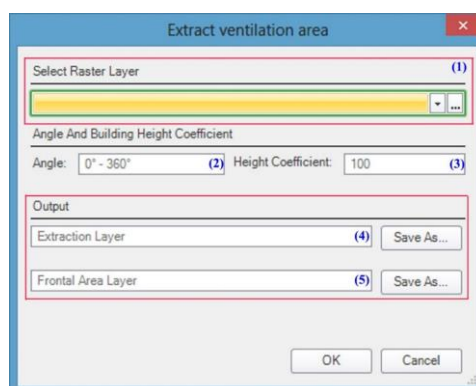 Extract ventilation area
Select Raster Layer (1)
...
Angle And Building Height Coefficient
Angle: 0° - 360° (2) Height Coefficient: 100 (3)
Output
Extraction Layer (4) Save As...
Frontal Area Layer (5) Save As...
OK Cancel